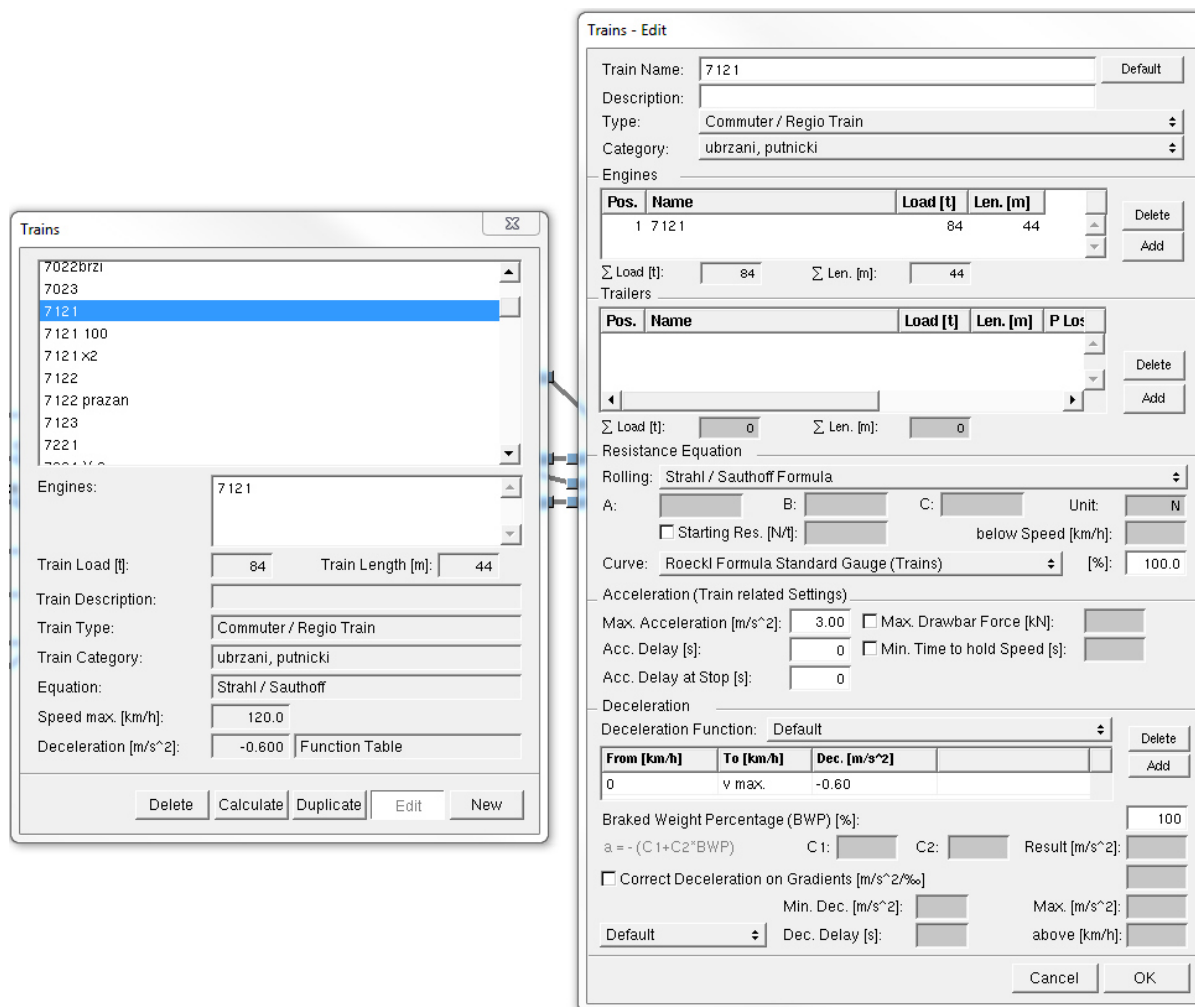 Trains
7022brzi
7023
7121
7121 100
7121 x2
7122
7122 prazan
7123
7221
Engines: 7121
Train Load [t]: 84 Train Length [m]: 44
Train Description:
Train Type: Commuter / Regio Train
Train Category: ubrzani, putnicki
Equation: Strahl / Sauthoff
Speed max. [km/h]: 120.0
Deceleration [m/s^2]: -0.600 Function Table
Delete Calculate Duplicate Edit New
Trains - Edit
Train Name: 7121 Default
Description:
Type: Commuter / Regio Train
Category: ubrzani, putnicki
Engines
Pos. Name Load [t] Len. [m]
1 7121 84 44
Delete
Add
∑ Load [t]: 84 ∑ Len. [m]: 44
Trailers
Pos. Name Load [t] Len. [m] P Los
Delete
Add
∑ Load [t]: 0 ∑ Len. [m]: 0
Resistance Equation
Rolling: Strahl / Sauthoff Formula
A: B: C: Unit: N
Starting Res. [N/t]: below Speed [km/h]:
Curve: Roeckl Formula Standard Gauge (Trains) [%]: 100.0
Acceleration (Train related Settings)
Max. Acceleration [m/s^2]: 3.00 Max. Drawbar Force [kN]:
Acc. Delay [s]: 0 Min. Time to hold Speed [s]:
Acc. Delay at Stop [s]: 0
Deceleration
Deceleration Function: Default
Delete
From [km/h] To [km/h] Dec. [m/s^2]
Add
0 v max. -0.60
Braked Weight Percentage (BWP) [%]: 100
a = - (C1+C2*BWP) C1: C2: Result [m/s^2]:
Correct Deceleration on Gradients [m/s^2/‰]
Min. Dec. [m/s^2]: Max. [m/s^2]:
Default Dec. Delay [s]: above [km/h]:
Cancel OK